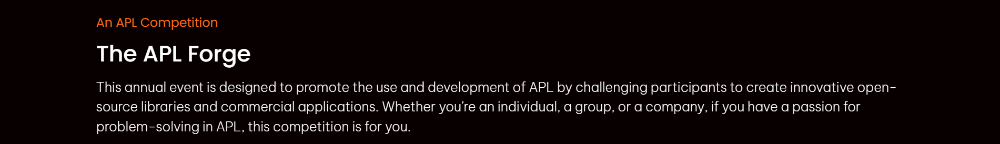 An APL Competition
The APL Forge
This annual event is designed to promote the use and development of APL by challenging participants to create innovative open-
source libraries and commercial applications. Whether you’re an individual, a group, or a company, if you have a passion for
problem-solving in APL, this competition is for you.